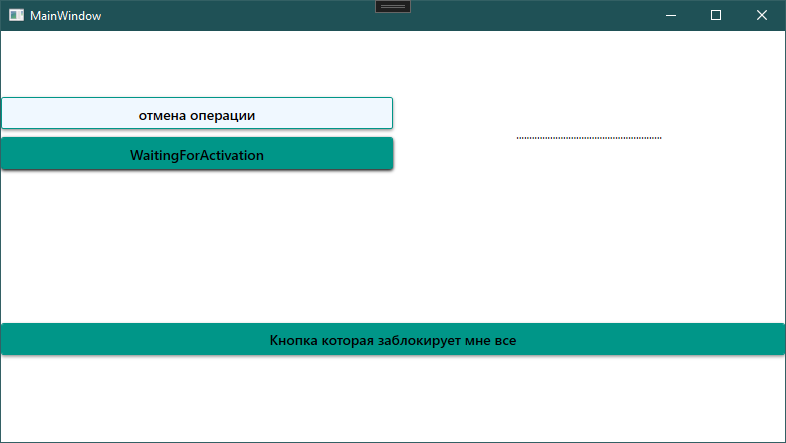 MainWindow
отмена операции
WaitingForActivation
Кнопка которая заблокирует мне все